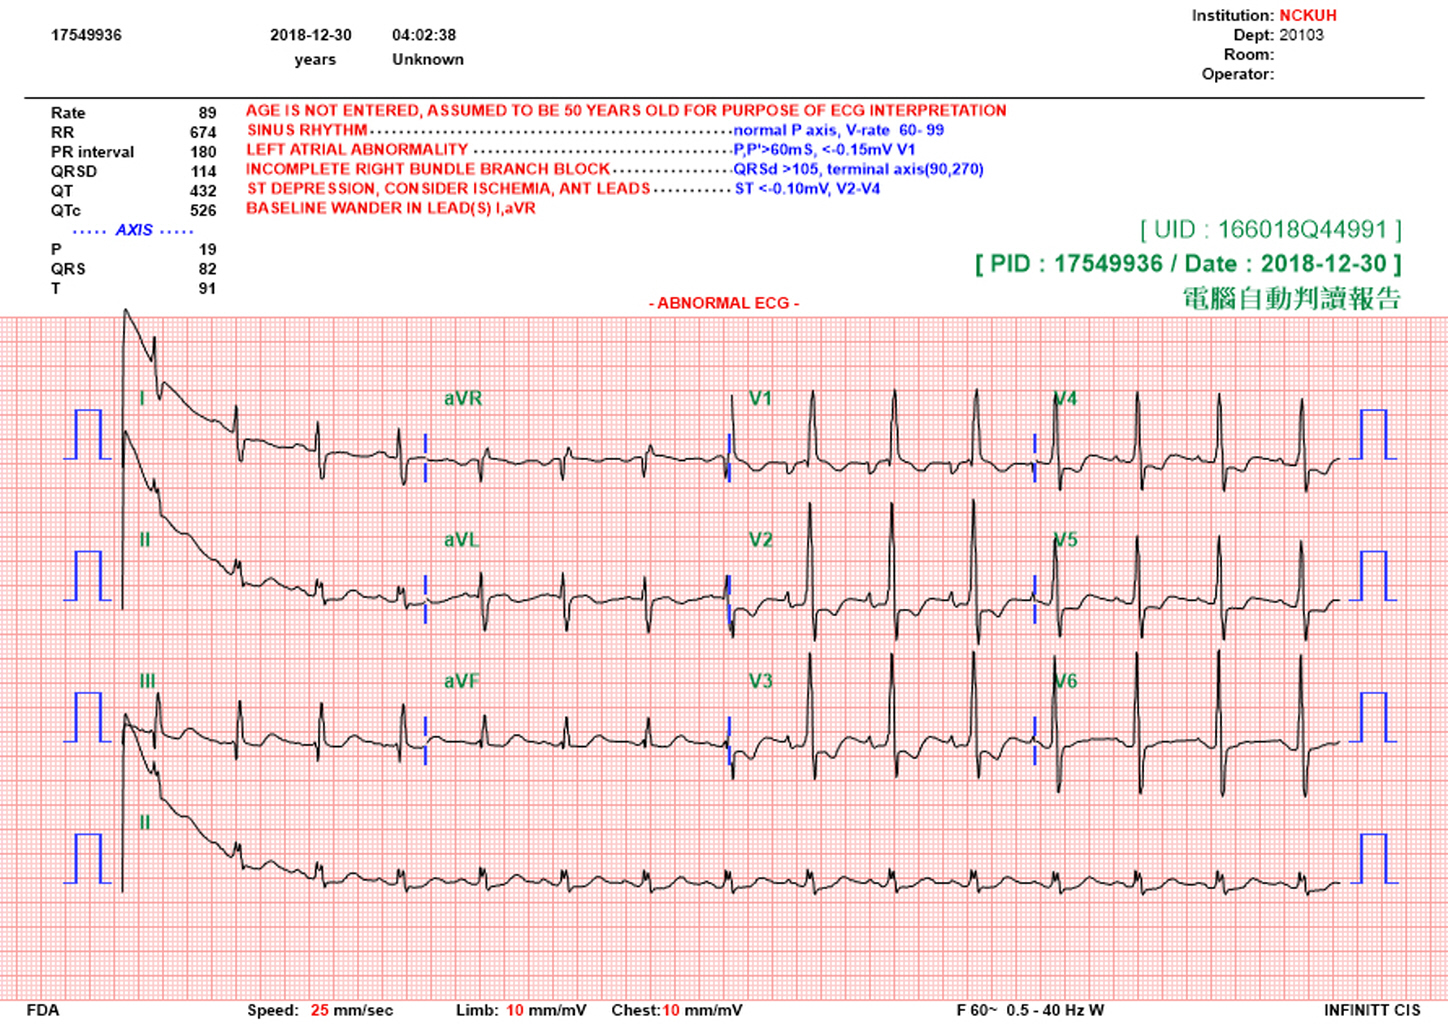 Institution: NCKUH
17549936 2018-12-30 04:02:38 Dept: 20103
years Unknown Room:
Operator:
Rate 89 AGE IS NOT ENTERED, ASSUMED TO BE 50 YEARS OLD FOR PURPOSE OF ECG INTERPRETATION
RR 674 SINUS RHYTHM normal P axis, V-rate 60- 99
PR interval 180 LEFT ATRIAL ABNORMALITY P,P'>60mS, <-0.15mV V1
QRSD 114 INCOMPLETE RIGHT BUNDLE BRANCH BLOCK QRSd >105, terminal axis(90,270)
QT 432 ST DEPRESSION, CONSIDER ISCHEMIA, ANT LEADS ST <-0.10mV, V2-V4
QTc 526 BASELINE WANDER IN LEAD(S) I,aVR
····· AXIS ·····
[ UID : 166018Q44991 ]
P 19
[ PID : 17549936 / Date : 2018-12-30 ]
QRS 82
T 91
電腦自動判讀報告
- ABNORMAL ECG -
I aVR V1 V4
II aVL V2 V5
III aVF V3 V6
II
FDA Speed: 25 mm/sec Limb: 10 mm/mV Chest:10 mm/mV F 60~ 0.5 - 40 Hz W INFINITT CIS